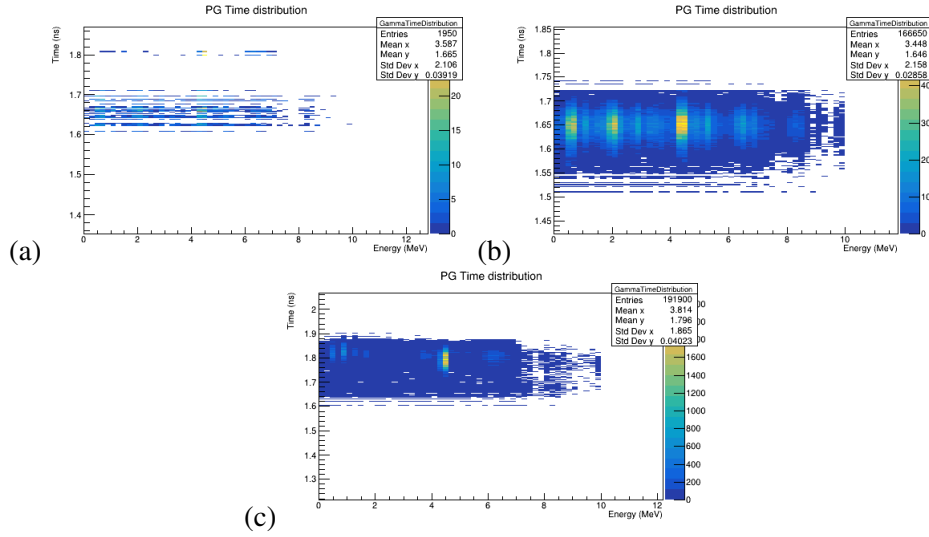 PG Time distribution
GammaTimeDistribution
Entries 1950
Mean x 3.587
Mean y 1.665
Std Dev x 2.106
Std Dev y 0.03919
Time (ns)
1.8
1.7
1.6
1.5
1.4
0 2 4 6 8 10 12
Energy (MeV)
20
15
10
5
0
(a)
PG Time distribution
GammaTimeDistribution
Entries 166650
Mean x 3.448
Mean y 1.646
Std Dev x 2.158
Std Dev y 0.02858
Time (ns)
1.85
1.8
1.75
1.7
1.65
1.6
1.55
1.5
1.45
0 2 4 6 8 10
Energy (MeV)
(b)
PG Time distribution
GammaTimeDistribution
Entries 191900
Mean x 3.814
Mean y 1.796
Std Dev x 1.865
Std Dev y 0.04023
Time (ns)
2
1.9
1.8
1.7
1.6
1.5
1.4
1.3
0 2 4 6 8 10 12
Energy (MeV)
1600
1400
1200
1000
800
600
400
200
0
(c)